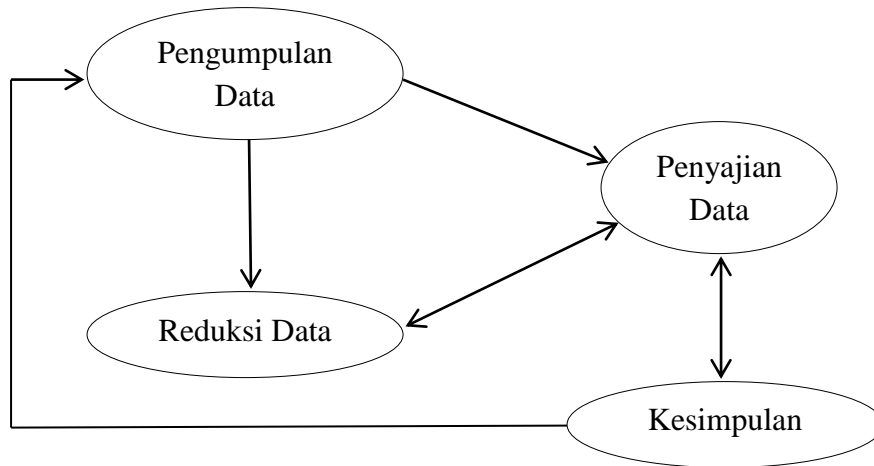 Pengumpulan
Data
Penyajian
Data
Reduksi Data
Kesimpulan